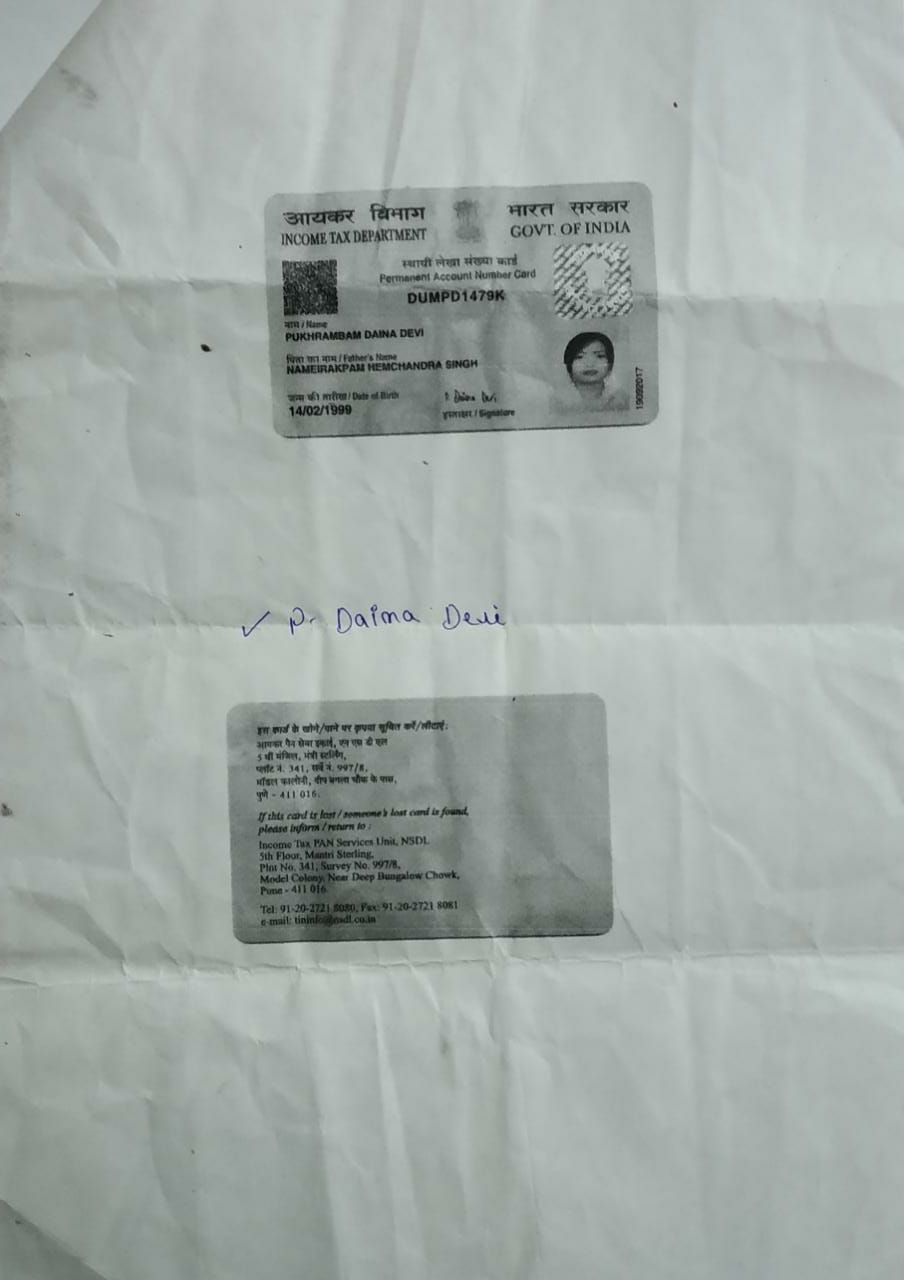 आयकर विभाग भारत सरकार
INCOME TAX DEPARTMENT GOVT. OF INDIA
स्थायी लेखा संख्या कार्ड
Permanent Account Number Card
DUMPD1479K
नाम / Name
PUKHRAMBAM DAINA DEVI
पिता का नाम / Father's Name
NAMEIRAKPAM HEMCHANDRA SINGH
जन्म की तारीख / Date of Birth
14/02/1999
P. Daina Devi
हस्ताक्षर / Signature
19092017
✓ P. Daina Devi
इस कार्ड के खोने/पाने पर कृपया सूचित करें/लौटाएं:
आयकर पैन सेवा इकाई, एन एस डी एल
5 वीं मंजिल, मंत्री स्टर्लिंग,
प्लॉट नं. 341, सर्वे नं. 997/8,
मॉडल कालोनी, दीप बंगला चौक के पास,
पुणे - 411 016.
If this card is lost / someone's lost card is found,
please inform / return to :
Income Tax PAN Services Unit, NSDL
5th Floor, Mantri Sterling,
Plot No. 341, Survey No. 997/8,
Model Colony, Near Deep Bungalow Chowk,
Pune - 411 016.
Tel: 91-20-2721 8080, Fax: 91-20-2721 8081
e-mail: tininfo@nsdl.co.in